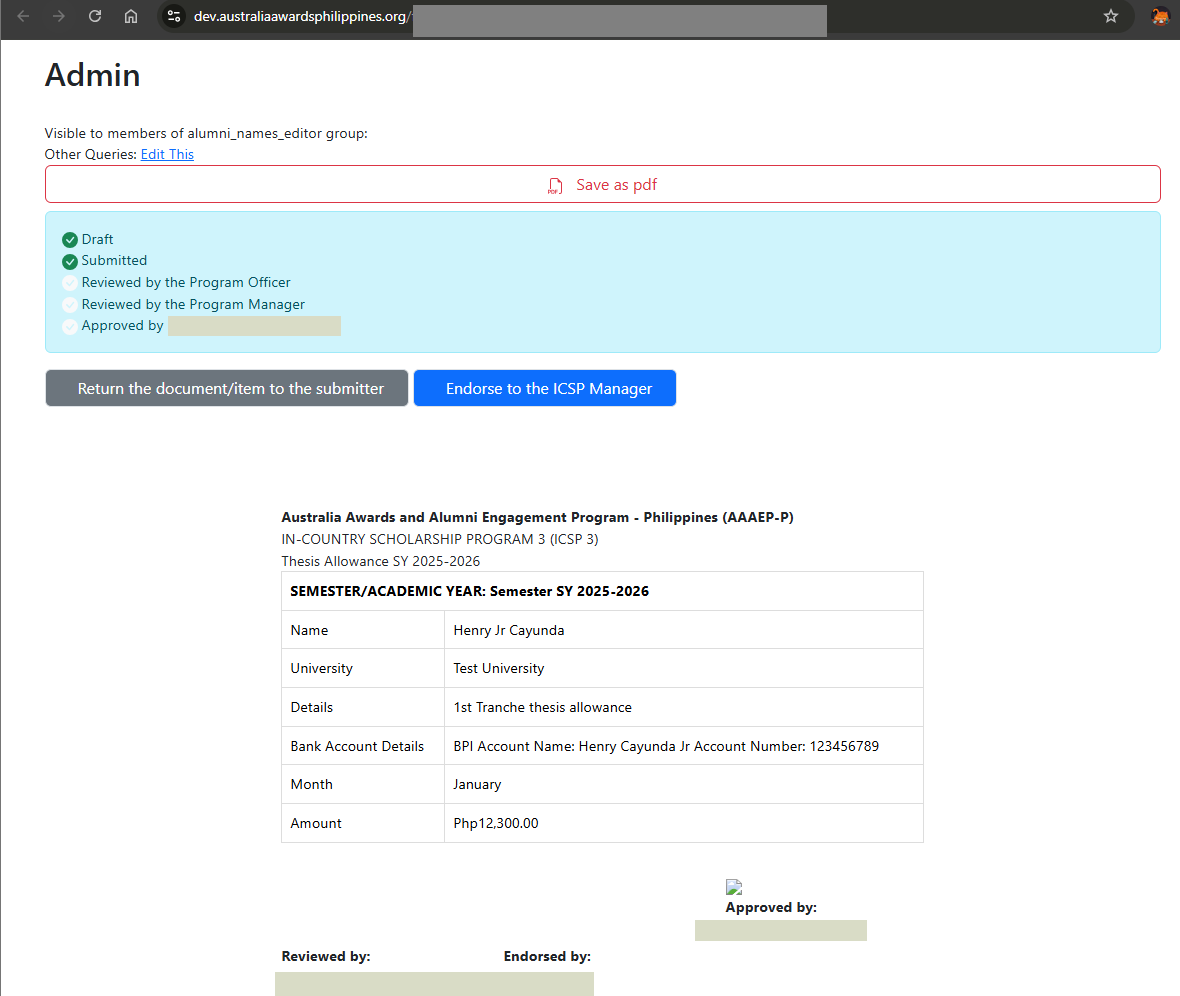 dev.australiaawardsphilippines.org/
Admin
Visible to members of alumni_names_editor group:
Other Queries: Edit This
PDF Save as pdf
Draft
Submitted
Reviewed by the Program Officer
Reviewed by the Program Manager
Approved by
Return the document/item to the submitter Endorse to the ICSP Manager
Australia Awards and Alumni Engagement Program - Philippines (AAAEP-P)
IN-COUNTRY SCHOLARSHIP PROGRAM 3 (ICSP 3)
Thesis Allowance SY 2025-2026
SEMESTER/ACADEMIC YEAR: Semester SY 2025-2026
Name Henry Jr Cayunda
University Test University
Details 1st Tranche thesis allowance
Bank Account Details BPI Account Name: Henry Cayunda Jr Account Number: 123456789
Month January
Amount Php12,300.00
Approved by:
Reviewed by: Endorsed by: